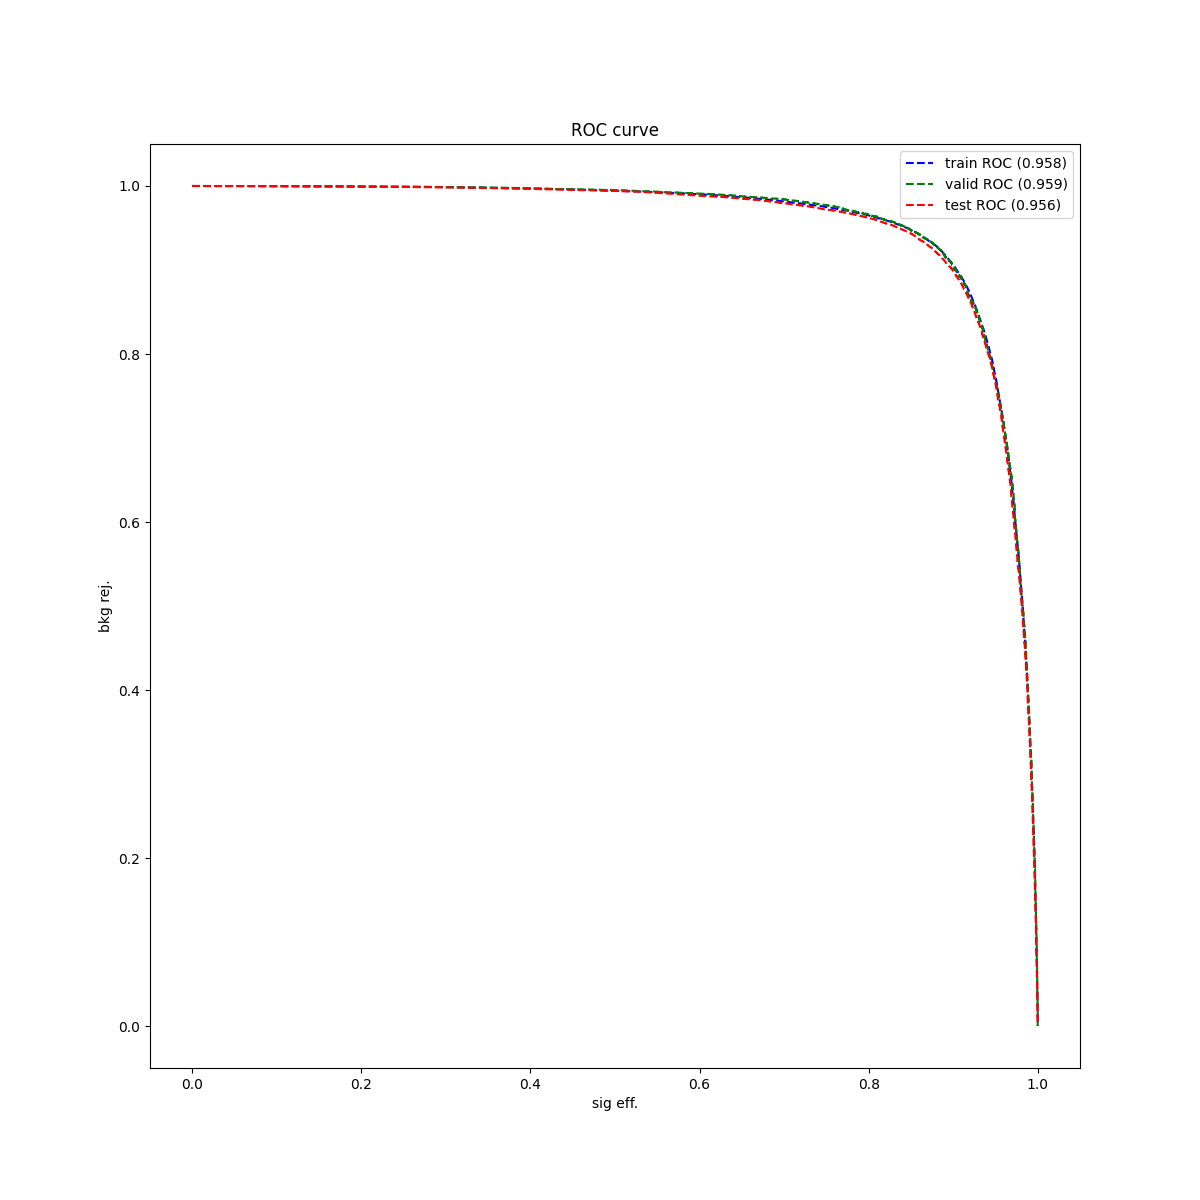 ROC curve
train ROC (0.958)
valid ROC (0.959)
test ROC (0.956)
1.0
0.8
0.6
0.4
0.2
0.0
bkg rej.
0.0 0.2 0.4 0.6 0.8 1.0
sig eff.